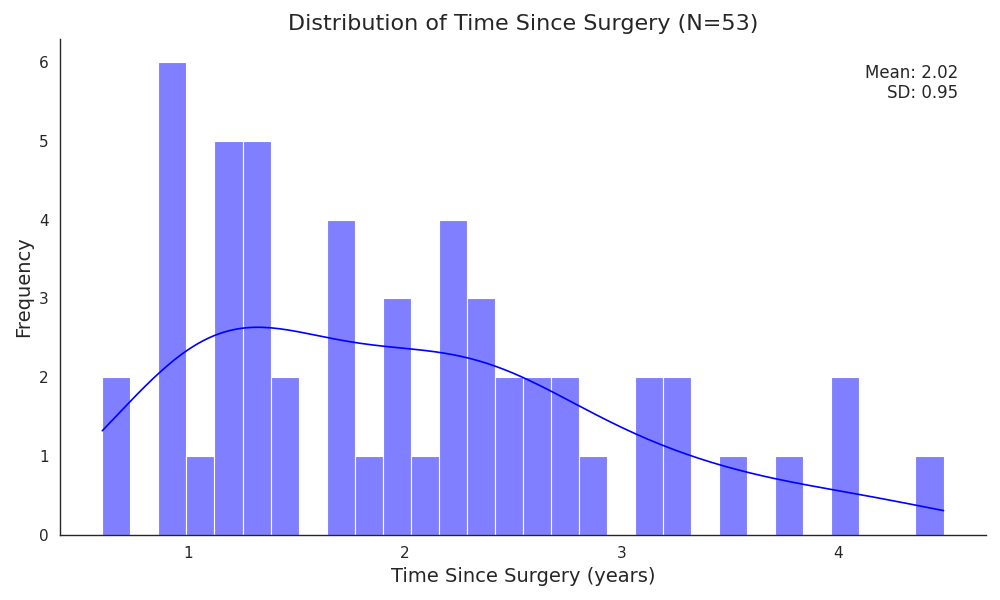 Distribution of Time Since Surgery (N=53)
Mean: 2.02
SD: 0.95
Frequency
6
5
4
3
2
1
0
1
2
3
4
Time Since Surgery (years)